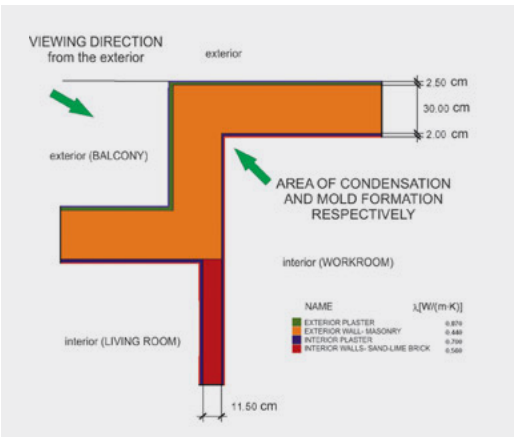 VIEWING DIRECTION
from the exterior
exterior
2.50 cm
30.00 cm
2.00 cm
exterior (BALCONY)
AREA OF CONDENSATION
AND MOLD FORMATION
RESPECTIVELY
interior (WORKROOM)
NAME λ[W/(m·K)]
EXTERIOR PLASTER 0.870
EXTERIOR WALL- MASONRY 0.440
INTERIOR PLASTER 0.700
INTERIOR WALLS- SAND-LIME BRICK 0.560
interior (LIVING ROOM)
11.50 cm